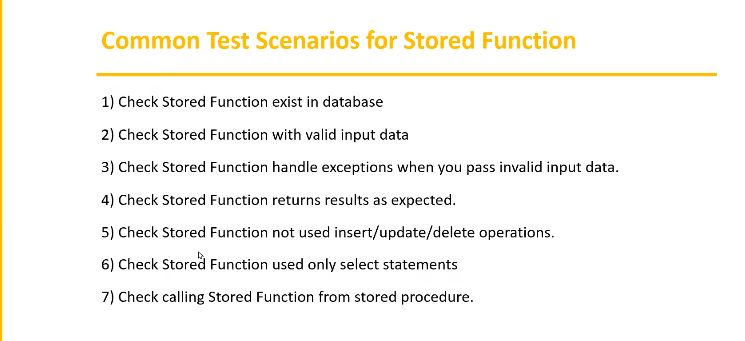 Common Test Scenarios for Stored Function
1) Check Stored Function exist in database
2) Check Stored Function with valid input data
3) Check Stored Function handle exceptions when you pass invalid input data.
4) Check Stored Function returns results as expected.
5) Check Stored Function not used insert/update/delete operations.
6) Check Stored Function used only select statements
7) Check calling Stored Function from stored procedure.